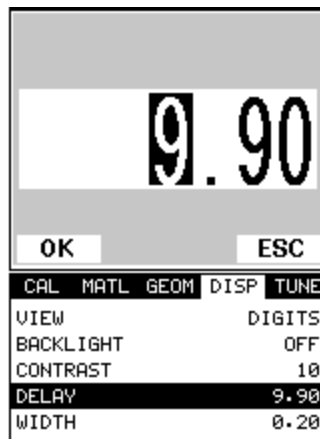 9.90
OK ESC
CAL MATL GEOM DISP TUNE
VIEW DIGITS
BACKLIGHT OFF
CONTRAST 10
DELAY 9.90
WIDTH 0.20